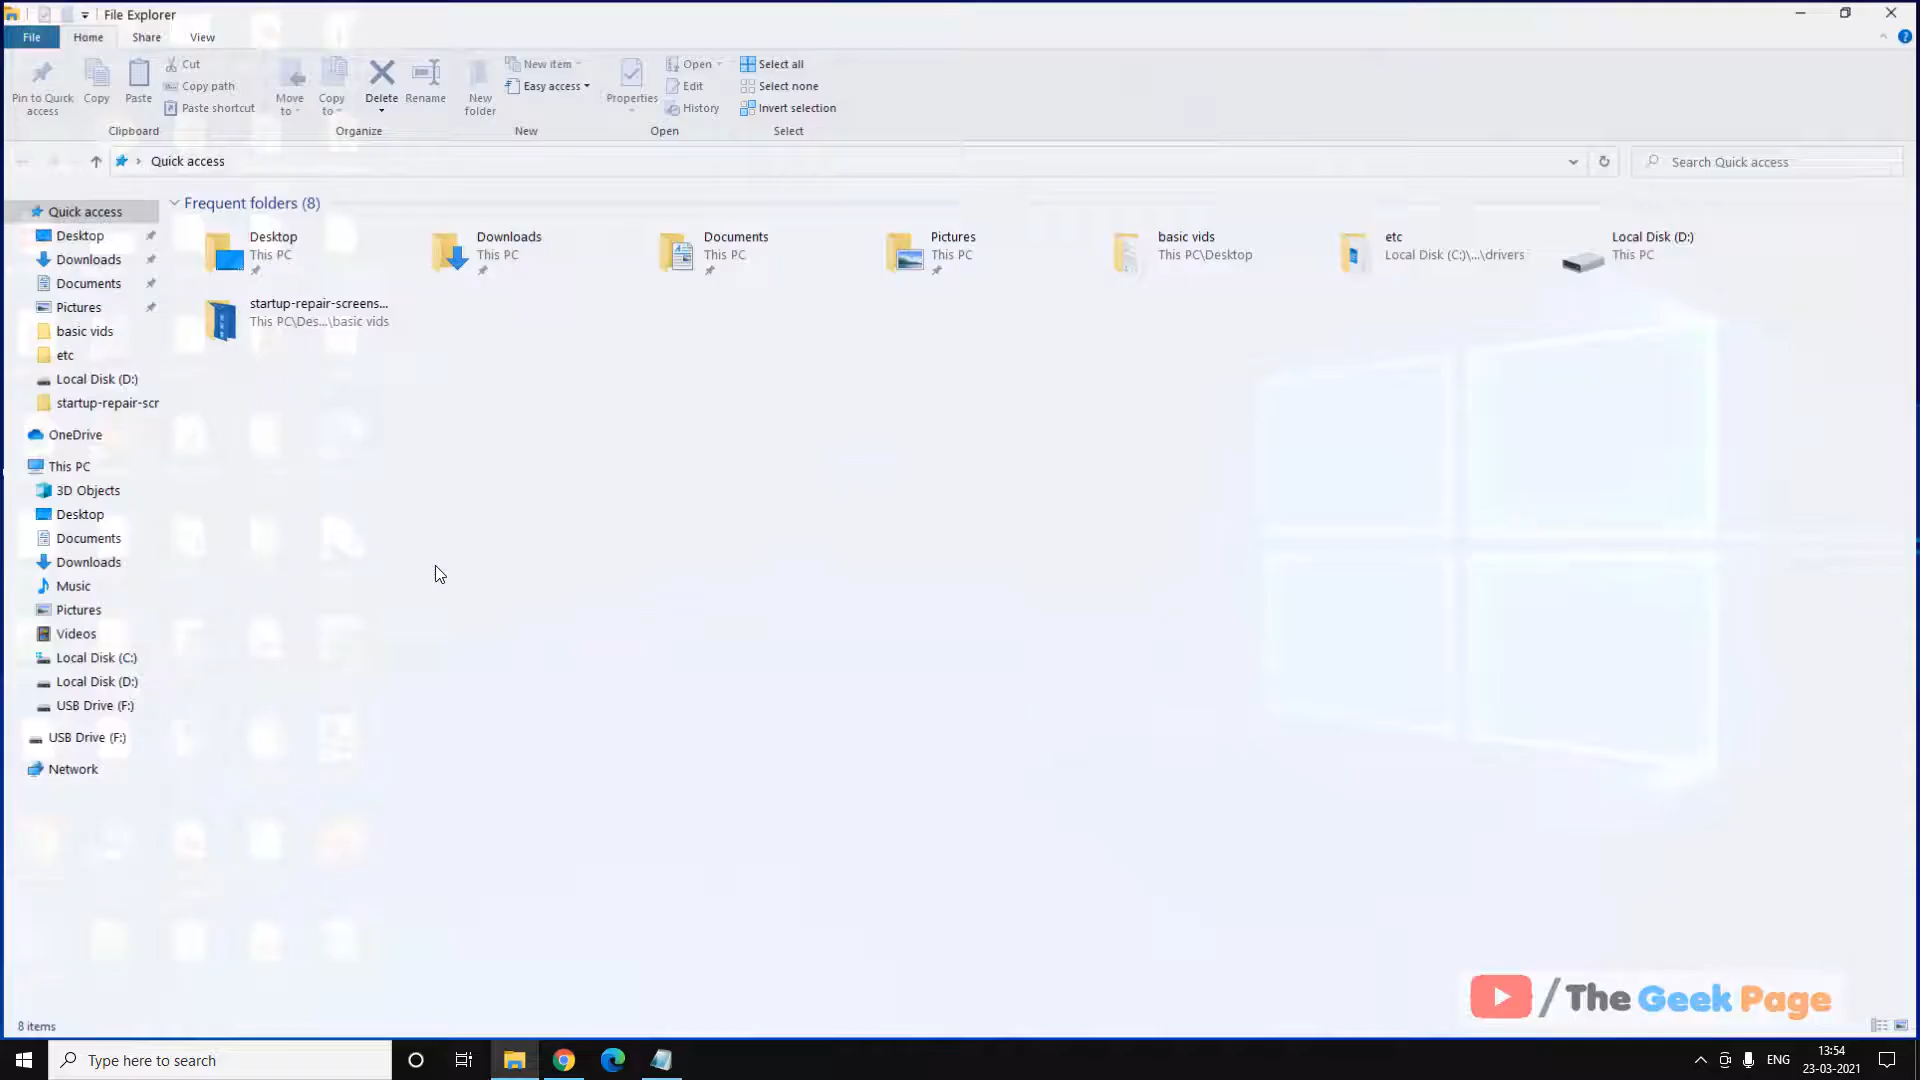 File Explorer
File Home Share View
Pin to Quick access
Copy
Paste
Cut
Copy path
Paste shortcut
Clipboard
Move to
Copy to
Delete
Rename
Organize
New folder
New item
Easy access
New
Properties
Open
Edit
History
Open
Select all
Select none
Invert selection
Select
Quick access
Search Quick access
Quick access
Desktop
Downloads
Documents
Pictures
basic vids
etc
Local Disk (D:)
startup-repair-scr
OneDrive
This PC
3D Objects
Desktop
Documents
Downloads
Music
Pictures
Videos
Local Disk (C:)
Local Disk (D:)
USB Drive (F:)
USB Drive (F:)
Network
Frequent folders (8)
Desktop
This PC
Downloads
This PC
Documents
This PC
Pictures
This PC
basic vids
This PC\Desktop
etc
Local Disk (C:)\...\drivers
Local Disk (D:)
This PC
startup-repair-screens...
This PC\Des...\basic vids
/The Geek Page
8 items
Type here to search
ENG
13:54
23-03-2021